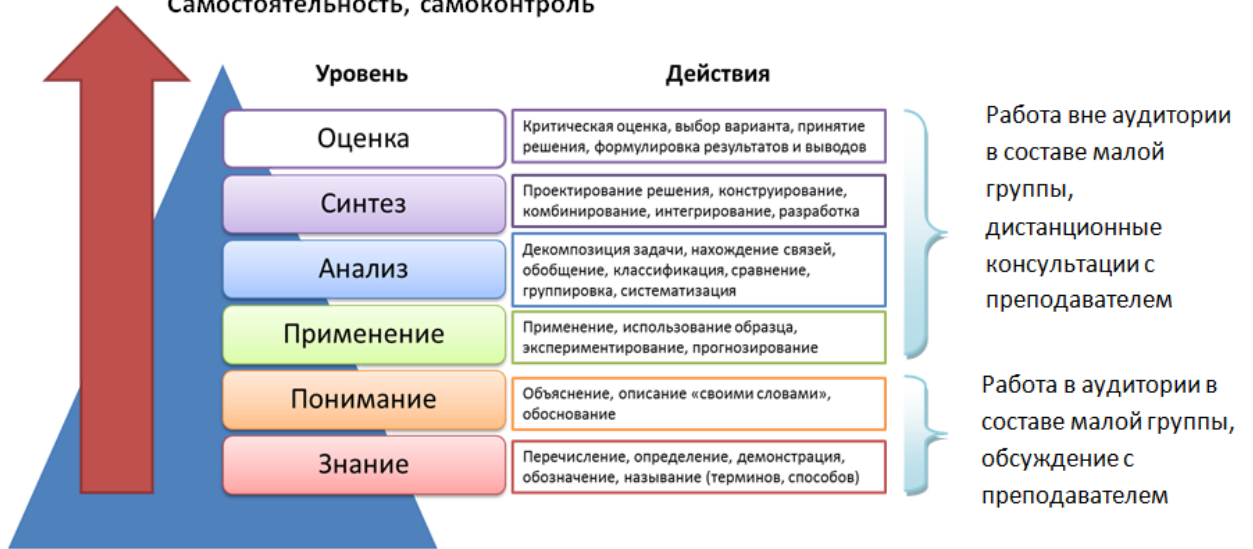 Самостоятельность, самоконтроль
Уровень
Действия
Оценка
Критическая оценка, выбор варианта, принятие
решения, формулировка результатов и выводов
Синтез
Проектирование решения, конструирование,
комбинирование, интегрирование, разработка
Анализ
Декомпозиция задачи, нахождение связей,
обобщение, классификация, сравнение,
группировка, систематизация
Применение
Применение, использование образца,
экспериментирование, прогнозирование
Понимание
Объяснение, описание «своими словами»,
обоснование
Знание
Перечисление, определение, демонстрация,
обозначение, называние (терминов, способов)
Работа вне аудитории
в составе малой
группы,
дистанционные
консультации с
преподавателем
Работа в аудитории в
составе малой группы,
обсуждение с
преподавателем